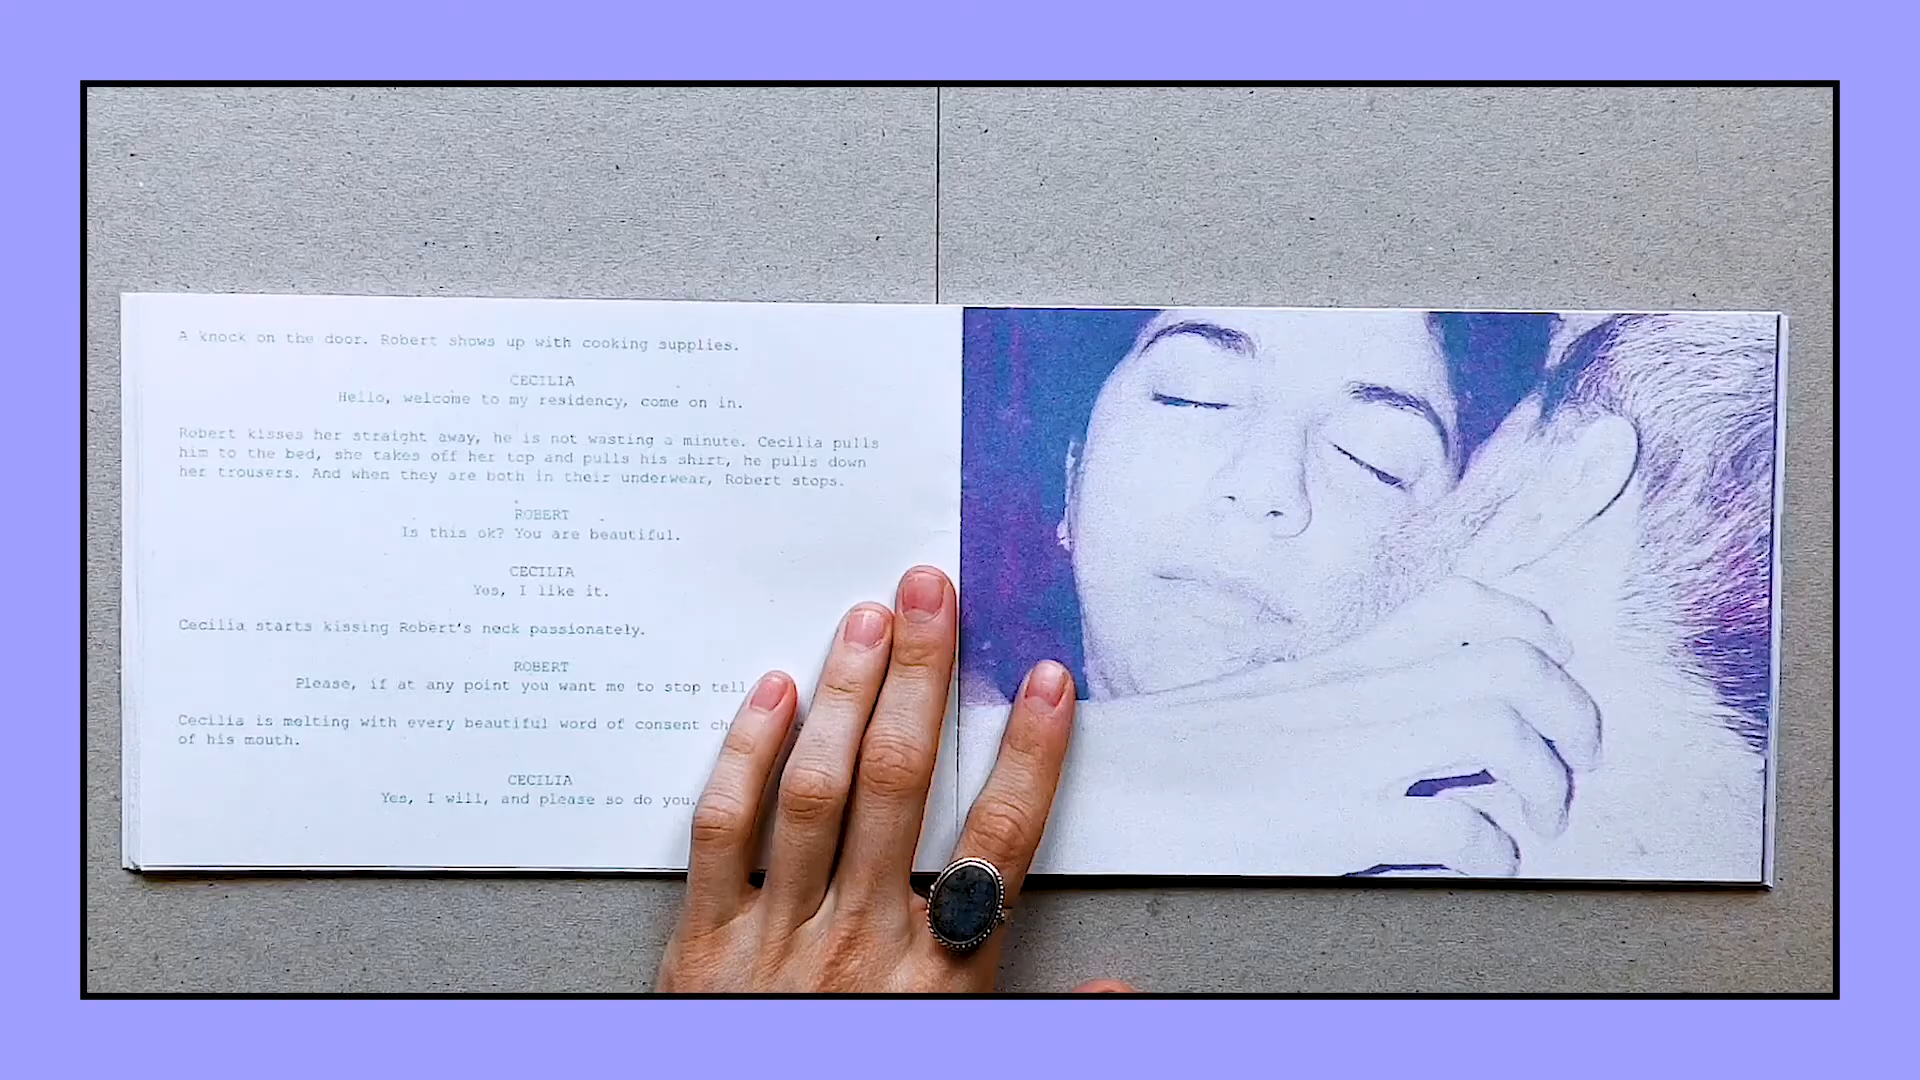 A knock on the door. Robert shows up with cooking supplies.
CECILIA
Hello, welcome to my residency, come on in.
Robert kisses her straight away, he is not wasting a minute. Cecilia pulls
him to the bed, she takes off her top and pulls his shirt, he pulls down
her trousers. And when they are both in their underwear, Robert stops.
ROBERT
Is this ok? You are beautiful.
CECILIA
Yes, I like it.
Cecilia starts kissing Robert's neck passionately.
ROBERT
Please, if at any point you want me to stop tell
Cecilia is melting with every beautiful word of consent
of his mouth.
CECILIA
Yes, I will, and please so do you.